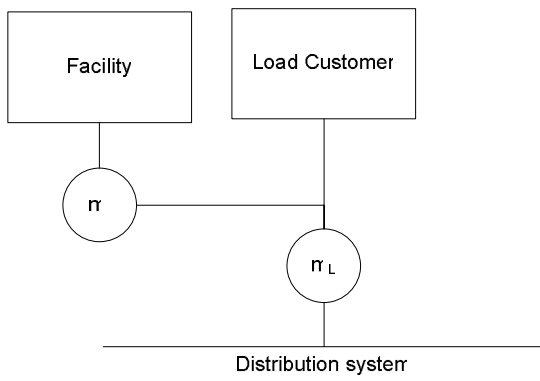 Facility
Load Customer
m
m L
Distribution system